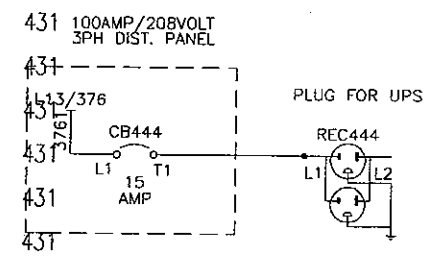 431 100AMP/208VOLT
3PH DIST. PANEL
431
L13/376
PLUG FOR UPS
431
376T
CB444
REC444
431
L1 T1
L1 L2
15
AMP
431
431